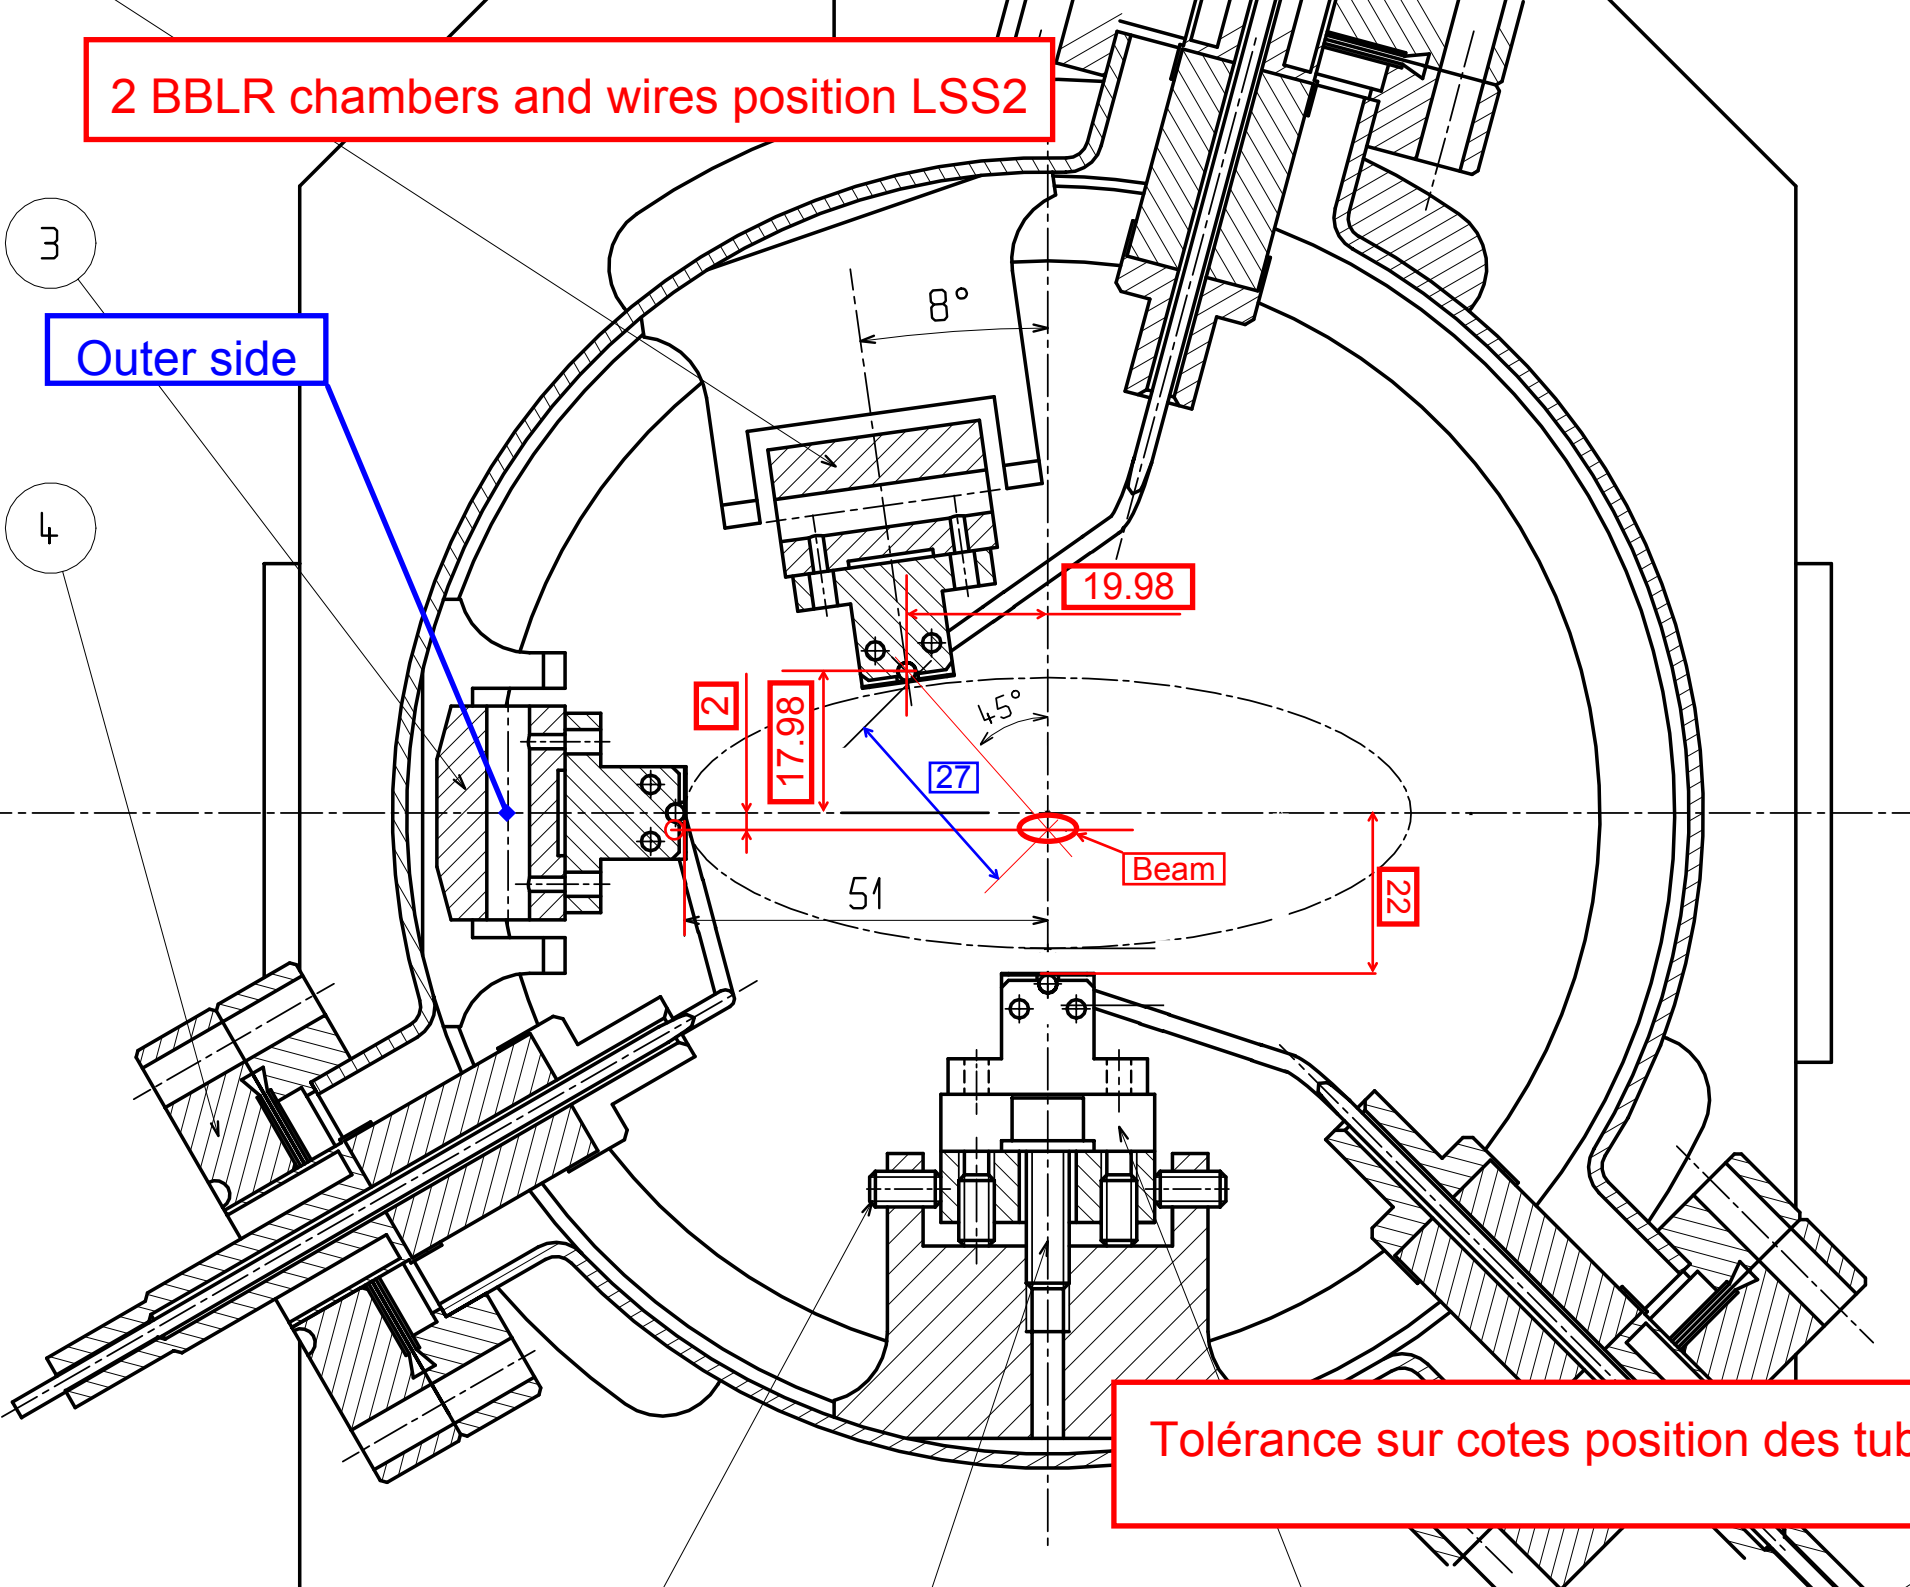 2 BBLR chambers and wires position LSS2
3
Outer side
8°
4
19.98
2
17.98
45°
27
Beam
51
22
Tolérance sur cotes position des